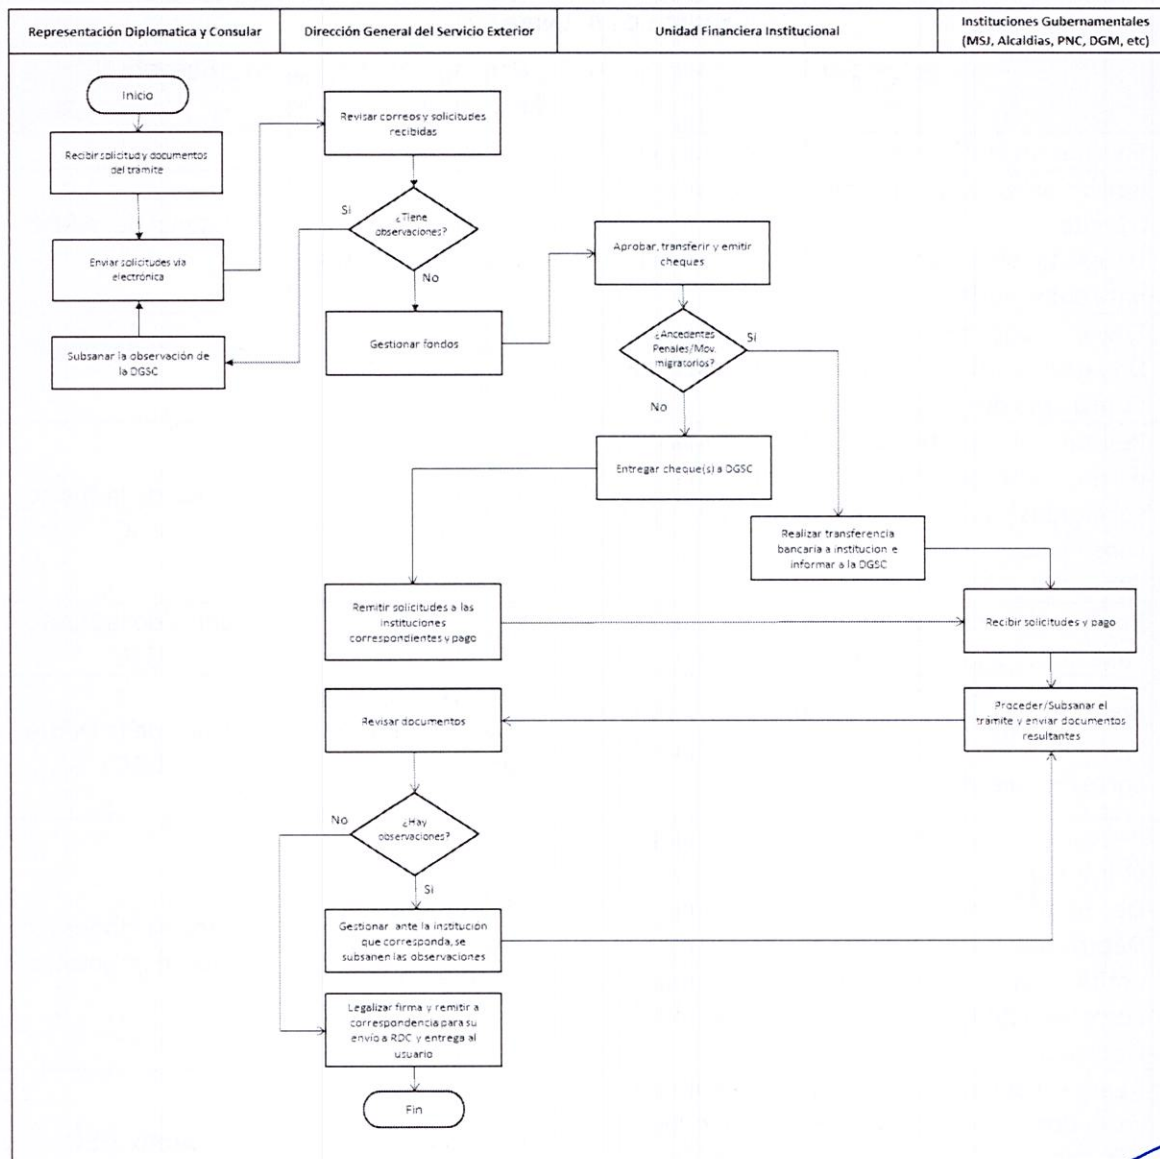 Representación Diplomatica y Consular
Dirección General del Servicio Exterior
Unidad Financiera Institucional
Instituciones Gubernamentales
(MSJ, Alcaldias, PNC, DGM, etc)
Inicio
Recibir solicitud y documentos
del tramite
Enviar solicitudes via
electrónica
Subsanar la observación de
la DGSC
Revisar correos y solicitudes
recibidas
¿Tiene
observaciones?
Si
No
Gestionar fondos
Aprobar, transferir y emitir
cheques
¿Ancedentes
Penales/Mov.
migratorios?
Si
No
Entregar cheque(s) a DGSC
Realizar transferencia
bancaria a institucion e
informar a la DGSC
Remitir solicitudes a las
instituciones
correspondientes y pago
Recibir solicitudes y pago
Proceder/Subsanar el
trámite y enviar documentos
resultantes
Revisar documentos
¿Hay
observaciones?
No
Si
Gestionar ante la institucion
que corresponda, se
subsanen las observaciones
Legalizar firma y remitir a
correspondencia para su
envio a RDC y entrega al
usuario
Fin